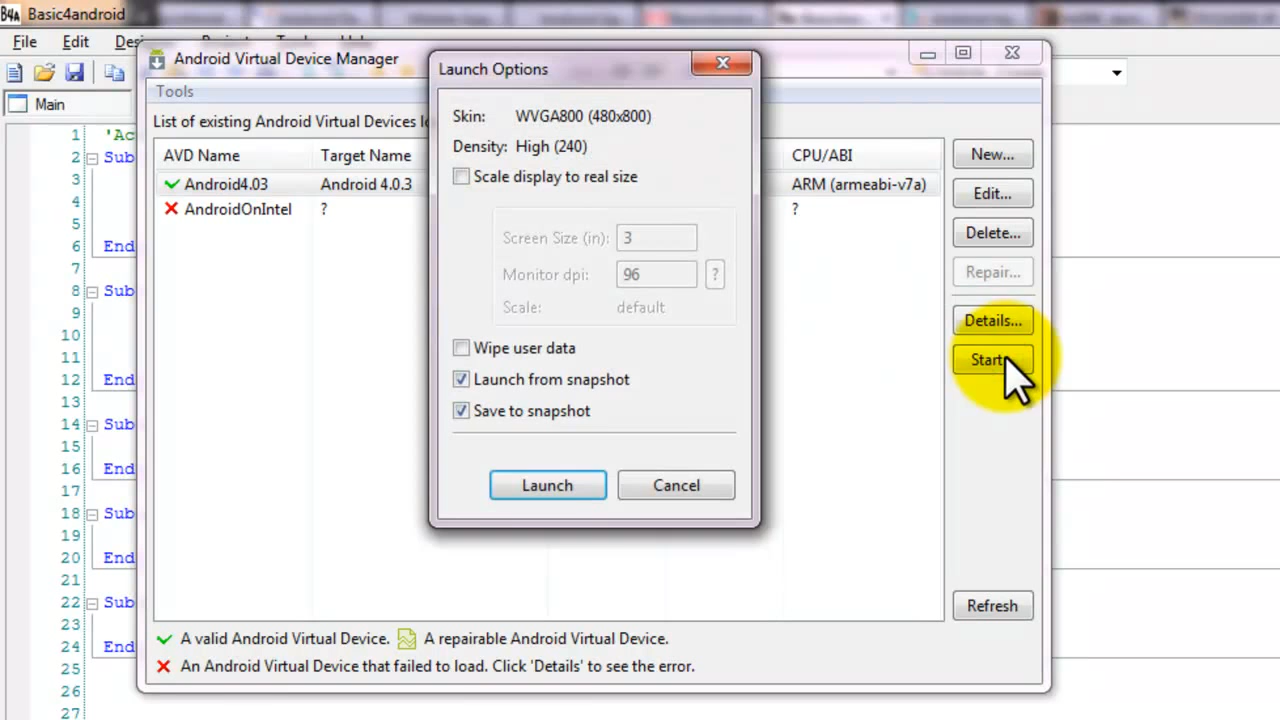 B4A Basic4android
File Edit
Main
Android Virtual Device Manager
Tools
List of existing Android Virtual Devices
AVD Name Target Name CPU/ABI
Android4.03 Android 4.0.3 ARM (armeabi-v7a)
AndroidOnIntel ? ?
New...
Edit...
Delete...
Repair...
Details...
Start
Refresh
A valid Android Virtual Device. A repairable Android Virtual Device.
An Android Virtual Device that failed to load. Click 'Details' to see the error.
Launch Options
Skin: WVGA800 (480x800)
Density: High (240)
Scale display to real size
Screen Size (in): 3
Monitor dpi: 96 ?
Scale: default
Wipe user data
Launch from snapshot
Save to snapshot
Launch Cancel
1 'Ac
2 Sub
3
4
5
6 End
7
8 Sub
9
10
11
12 End
13
14 Sub
15
16 End
17
18 Sub
19
20 End
21
22 Sub
23
24 End
25
26
27